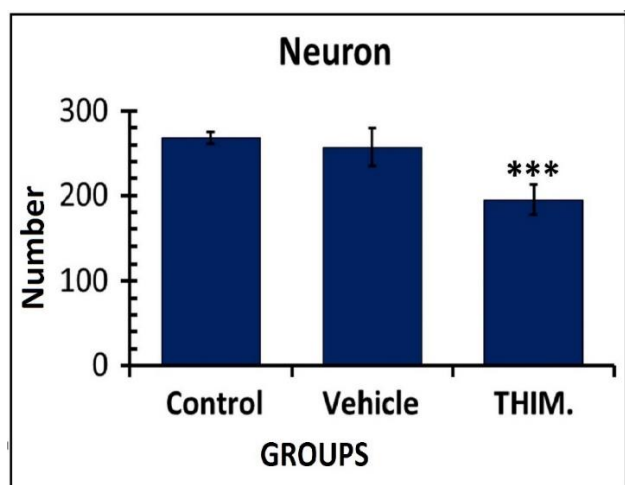 Neuron
300
200
100
0
Number
***
Control Vehicle THIM.
GROUPS